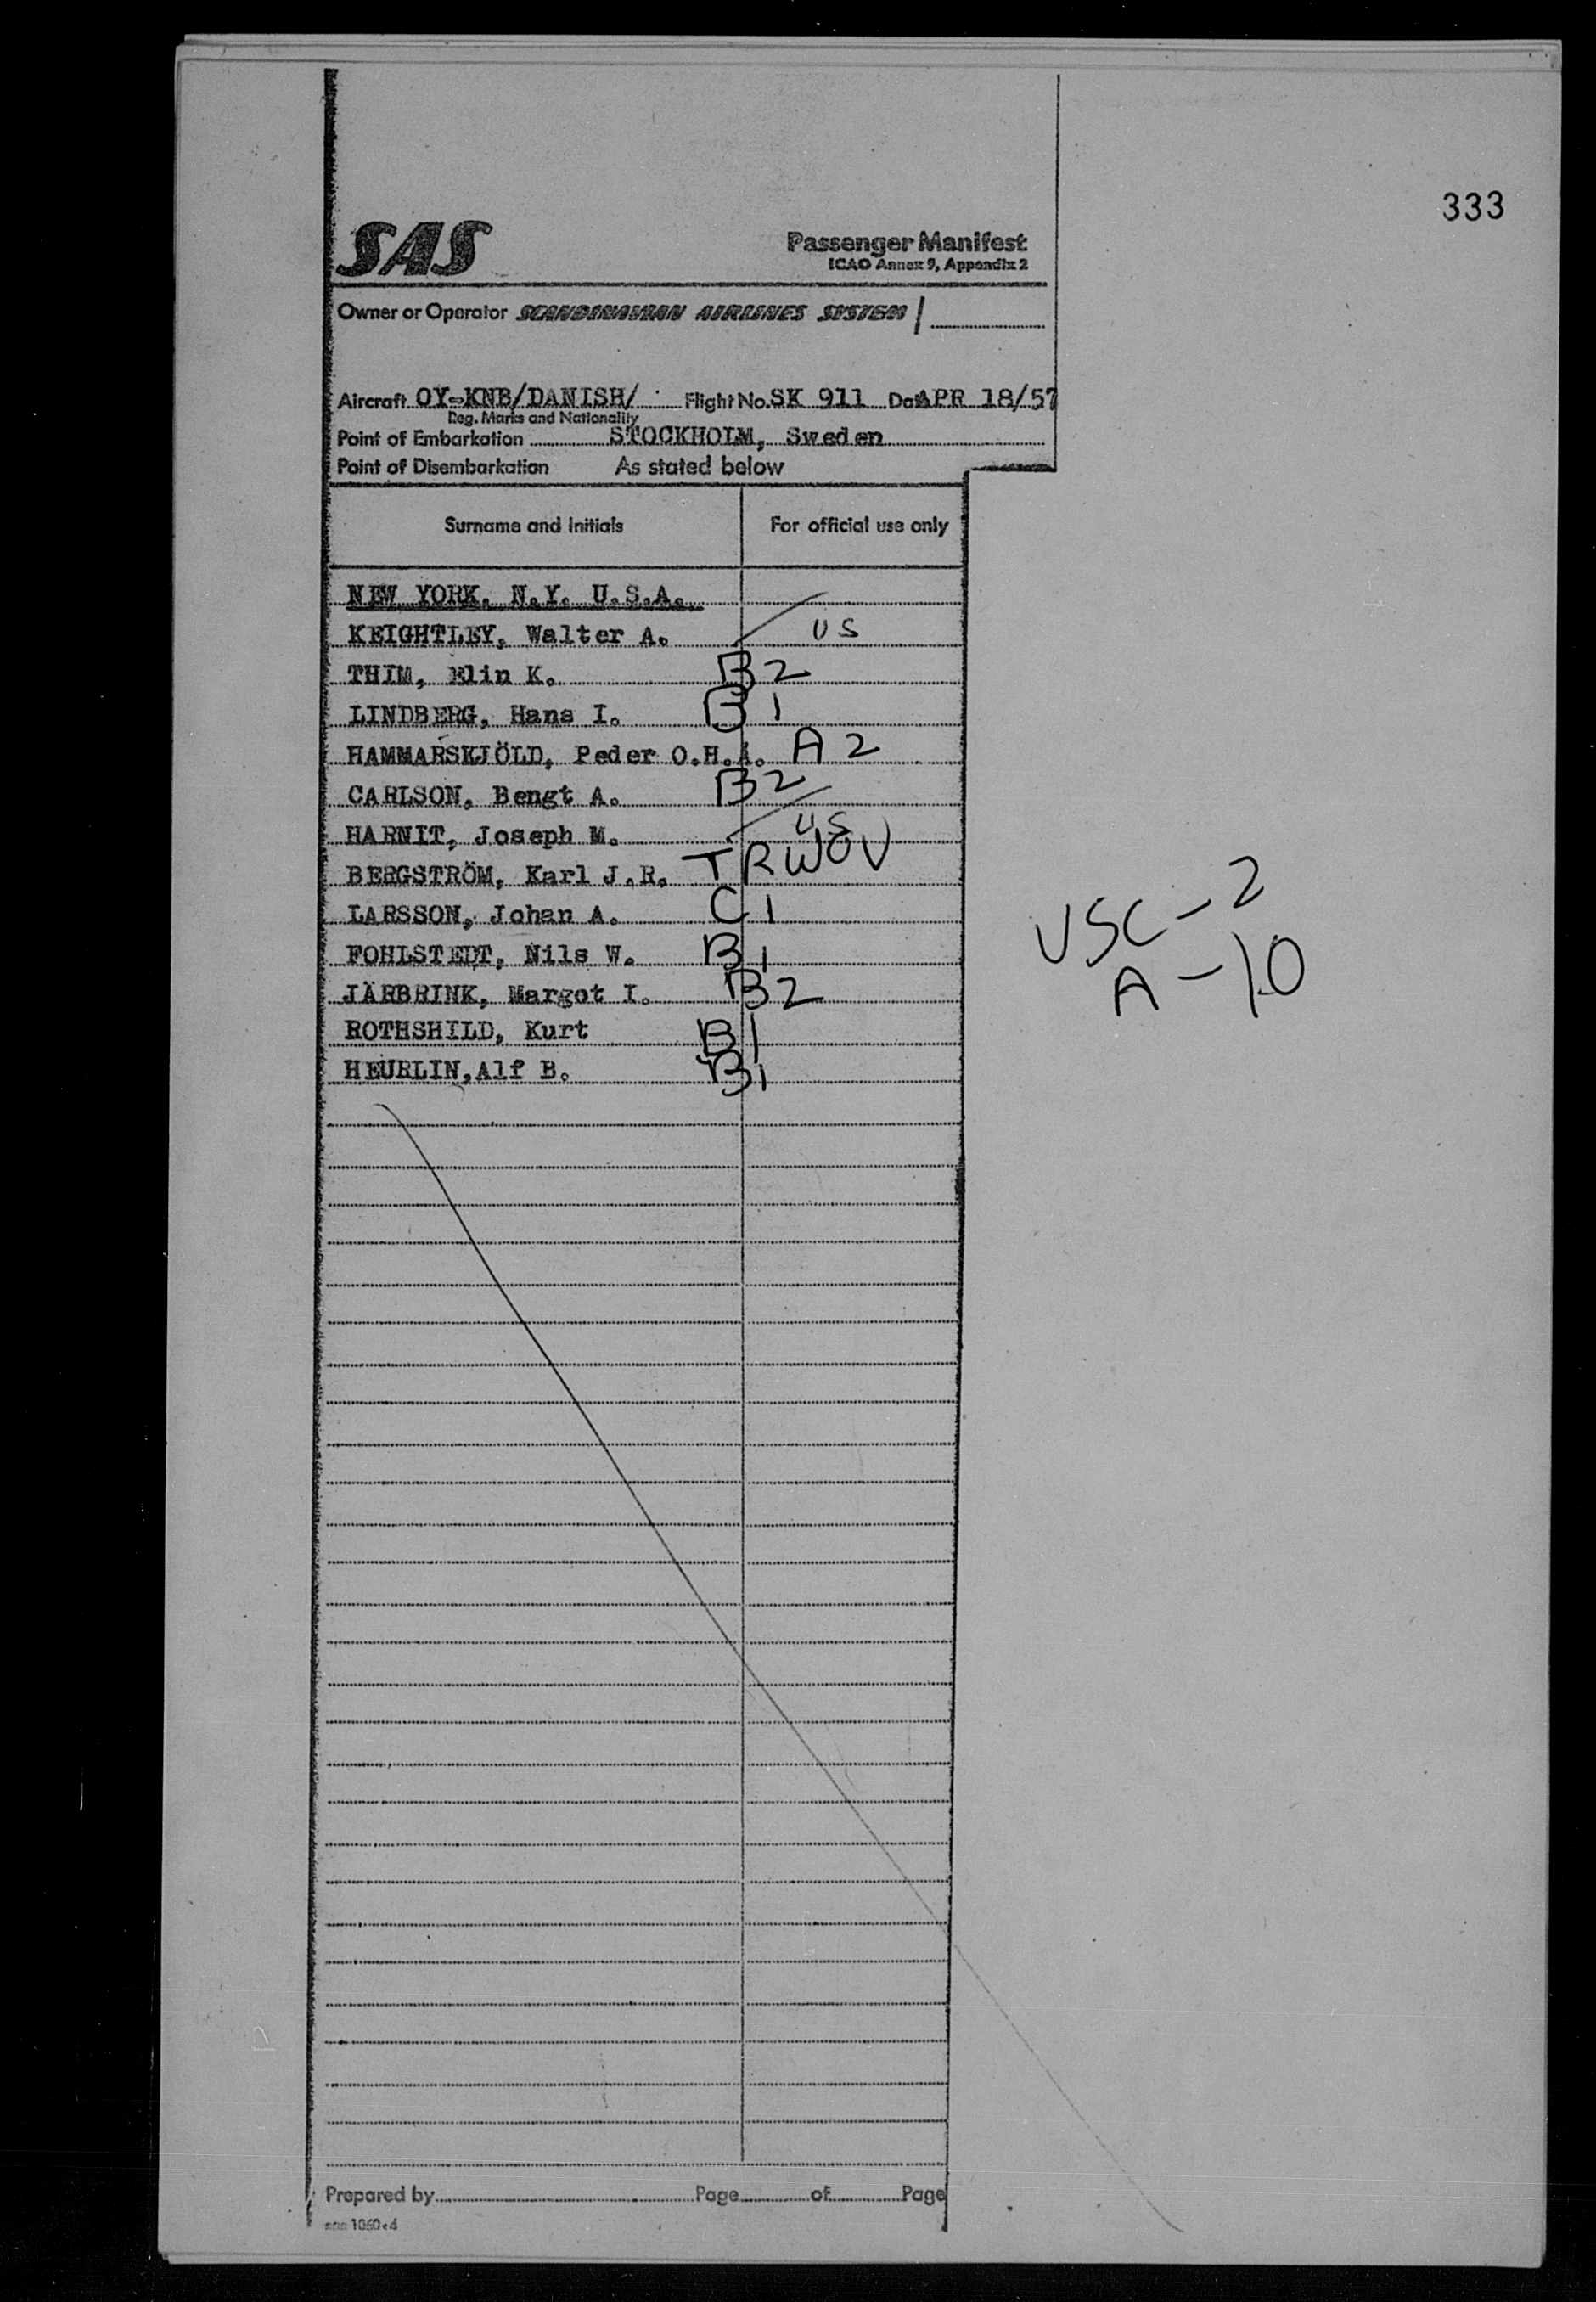 333
SAS
Passenger Manifest
ICAO Annex 9, Appendix 2
Owner or Operator SCANDINAVIAN AIRLINES SYSTEM
Aircraft OY-KNB/DANISH/ Flight No. SK 911 Da APR 18/57
Reg. Marks and Nationality
Point of Embarkation STOCKHOLM, Sweden
Point of Disembarkation As stated below
Surname and Initials For official use only
NEW YORK. N.Y. U.S.A.
KEIGHTLEY, Walter A. US
THIM, Elin K. B2
LINDBERG, Hans I. B1
HAMMARSKJÖLD, Peder O.H.A. A2
CARLSON, Bengt A. B2
HARNIT, Joseph M. US
BERGSTRÖM, Karl J.R. TRWOV
LARSSON, Johan A. C1
FOHLSTEDT, Nils W. B1
JÄRBRINK, Margot I. B2
ROTHSHILD, Kurt B1
HEURLIN, Alf B. B1
USC-2
A-10
Prepared by Page of Page